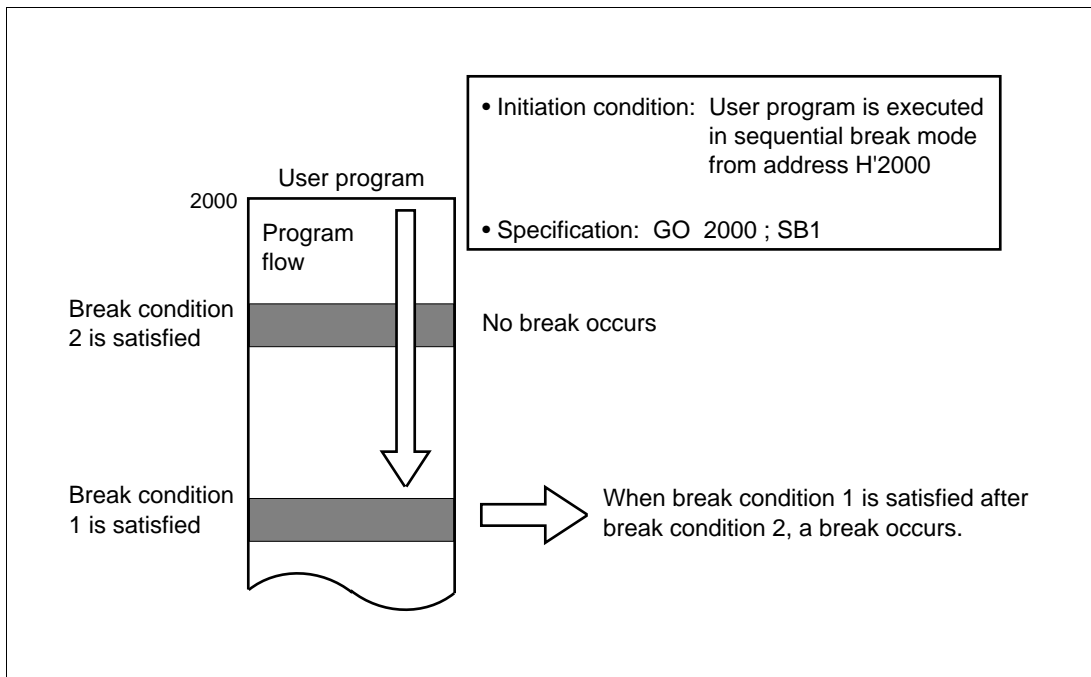 • Initiation condition: User program is executed
in sequential break mode
from address H'2000
• Specification: GO 2000 ; SB1
User program
2000
Program
flow
Break condition
2 is satisfied
No break occurs
Break condition
1 is satisfied
When break condition 1 is satisfied after
break condition 2, a break occurs.